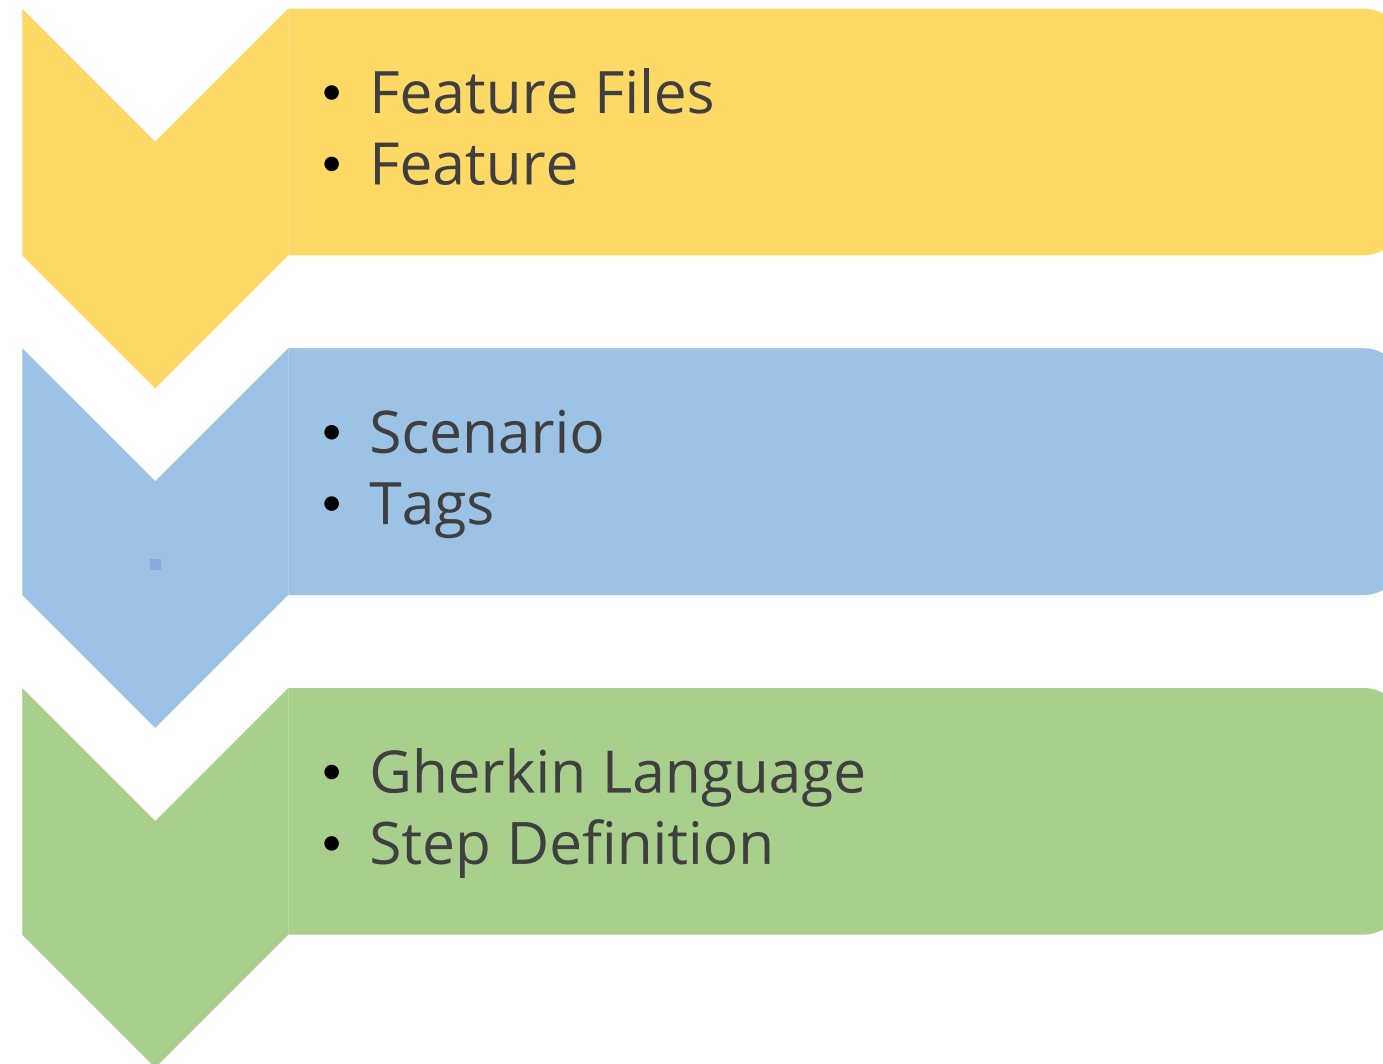 • Feature Files
• Feature
• Scenario
• Tags
• Gherkin Language
• Step Definition